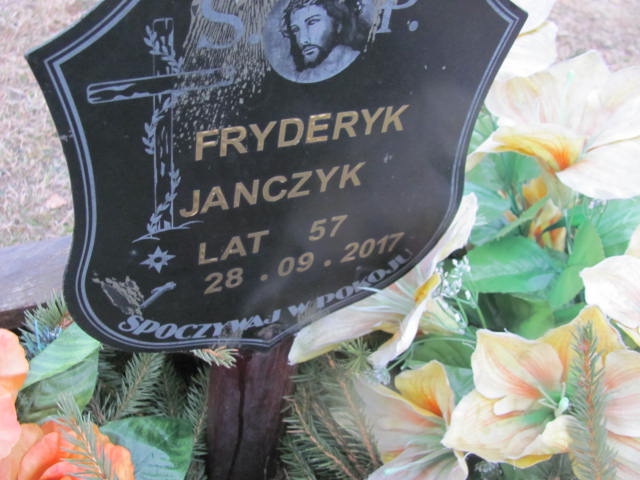 S. P.
FRYDERYK
JANCZYK
LAT 57
28.09.2017
SPOCZYWAJ W POKOJU